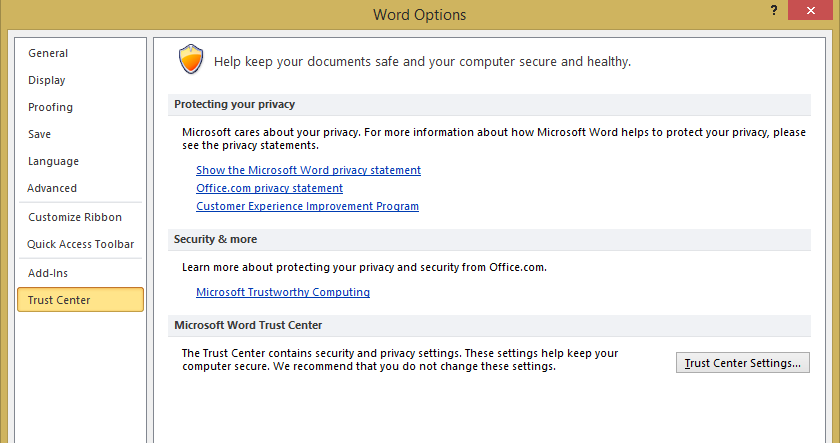 Word Options
?
General
Display
Proofing
Save
Language
Advanced
Customize Ribbon
Quick Access Toolbar
Add-Ins
Trust Center
Help keep your documents safe and your computer secure and healthy.
Protecting your privacy
Microsoft cares about your privacy. For more information about how Microsoft Word helps to protect your privacy, please
see the privacy statements.
Show the Microsoft Word privacy statement
Office.com privacy statement
Customer Experience Improvement Program
Security & more
Learn more about protecting your privacy and security from Office.com.
Microsoft Trustworthy Computing
Microsoft Word Trust Center
The Trust Center contains security and privacy settings. These settings help keep your
computer secure. We recommend that you do not change these settings.
Trust Center Settings...